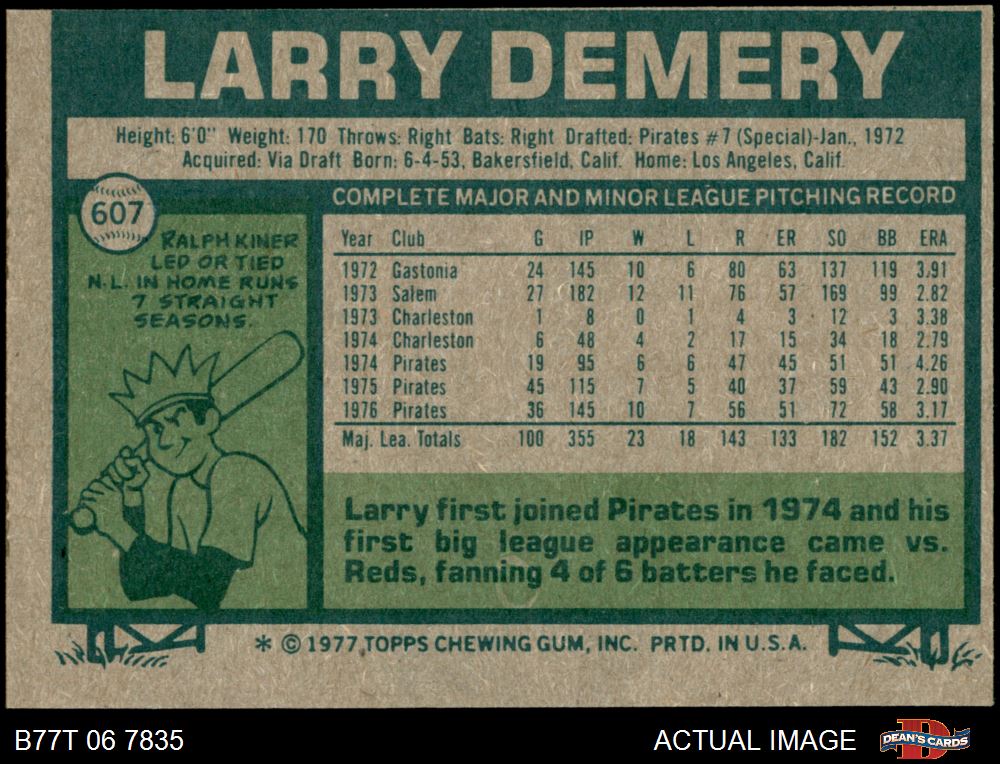 LARRY DEMERY
Height: 6'0" Weight: 170 Throws: Right Bats: Right Drafted: Pirates #7 (Special)-Jan., 1972
Acquired: Via Draft Born: 6-4-53, Bakersfield, Calif. Home: Los Angeles, Calif.
607
RALPH KINER
LED OR TIED
N.L. IN HOME RUNS
7 STRAIGHT
SEASONS.
COMPLETE MAJOR AND MINOR LEAGUE PITCHING RECORD
Year Club G IP W L R ER SO BB ERA
1972 Gastonia 24 145 10 6 80 63 137 119 3.91
1973 Salem 27 182 12 11 76 57 169 99 2.82
1973 Charleston 1 8 0 1 4 3 12 3 3.38
1974 Charleston 6 48 4 2 17 15 34 18 2.79
1974 Pirates 19 95 6 6 47 45 51 51 4.26
1975 Pirates 45 115 7 5 40 37 59 43 2.90
1976 Pirates 36 145 10 7 56 51 72 58 3.17
Maj. Lea. Totals 100 355 23 18 143 133 182 152 3.37
Larry first joined Pirates in 1974 and his
first big league appearance came vs.
Reds, fanning 4 of 6 batters he faced.
* © 1977 TOPPS CHEWING GUM, INC. PRTD. IN U.S.A.
B77T 06 7835
ACTUAL IMAGE
D
DEAN'S CARDS